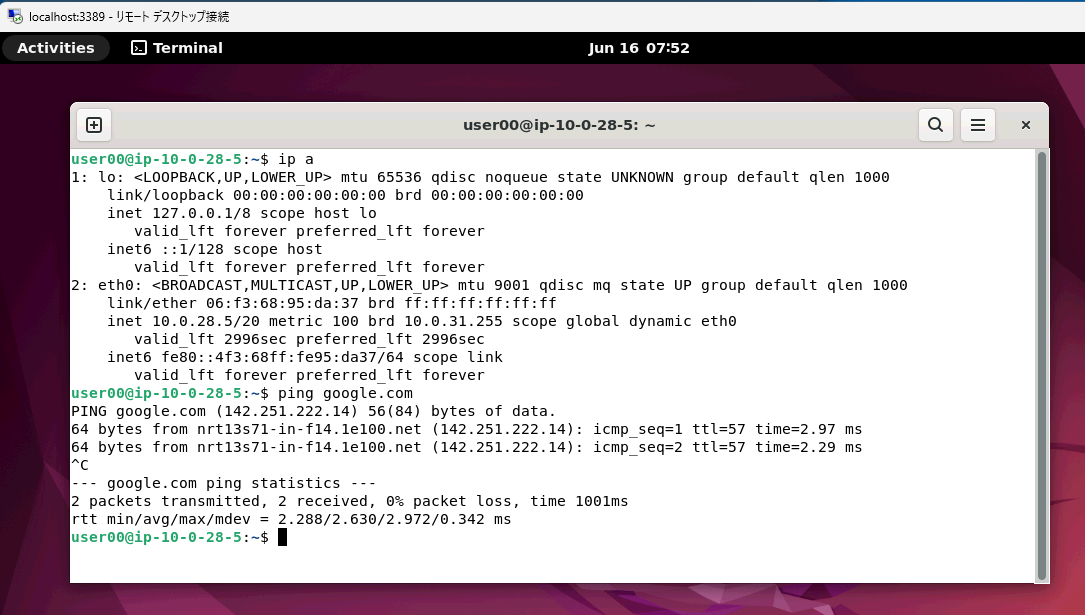 localhost:3389 - リモート デスクトップ接続
Activities
Terminal
Jun 16 07:52
user00@ip-10-0-28-5: ~
user00@ip-10-0-28-5:~$ ip a
1: lo: <LOOPBACK,UP,LOWER_UP> mtu 65536 qdisc noqueue state UNKNOWN group default qlen 1000
    link/loopback 00:00:00:00:00:00 brd 00:00:00:00:00:00
    inet 127.0.0.1/8 scope host lo
       valid_lft forever preferred_lft forever
    inet6 ::1/128 scope host
       valid_lft forever preferred_lft forever
2: eth0: <BROADCAST,MULTICAST,UP,LOWER_UP> mtu 9001 qdisc mq state UP group default qlen 1000
    link/ether 06:f3:68:95:da:37 brd ff:ff:ff:ff:ff:ff
    inet 10.0.28.5/20 metric 100 brd 10.0.31.255 scope global dynamic eth0
       valid_lft 2996sec preferred_lft 2996sec
    inet6 fe80::4f3:68ff:fe95:da37/64 scope link
       valid_lft forever preferred_lft forever
user00@ip-10-0-28-5:~$ ping google.com
PING google.com (142.251.222.14) 56(84) bytes of data.
64 bytes from nrt13s71-in-f14.1e100.net (142.251.222.14): icmp_seq=1 ttl=57 time=2.97 ms
64 bytes from nrt13s71-in-f14.1e100.net (142.251.222.14): icmp_seq=2 ttl=57 time=2.29 ms
^C
--- google.com ping statistics ---
2 packets transmitted, 2 received, 0% packet loss, time 1001ms
rtt min/avg/max/mdev = 2.288/2.630/2.972/0.342 ms
user00@ip-10-0-28-5:~$